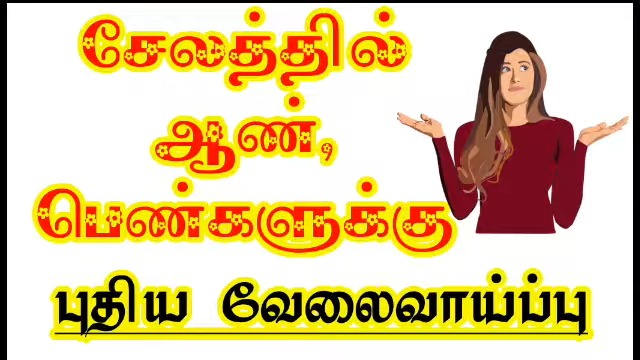 சேலத்தில்
ஆண்,
பெண்களுக்கு
புதிய வேலைவாய்ப்பு